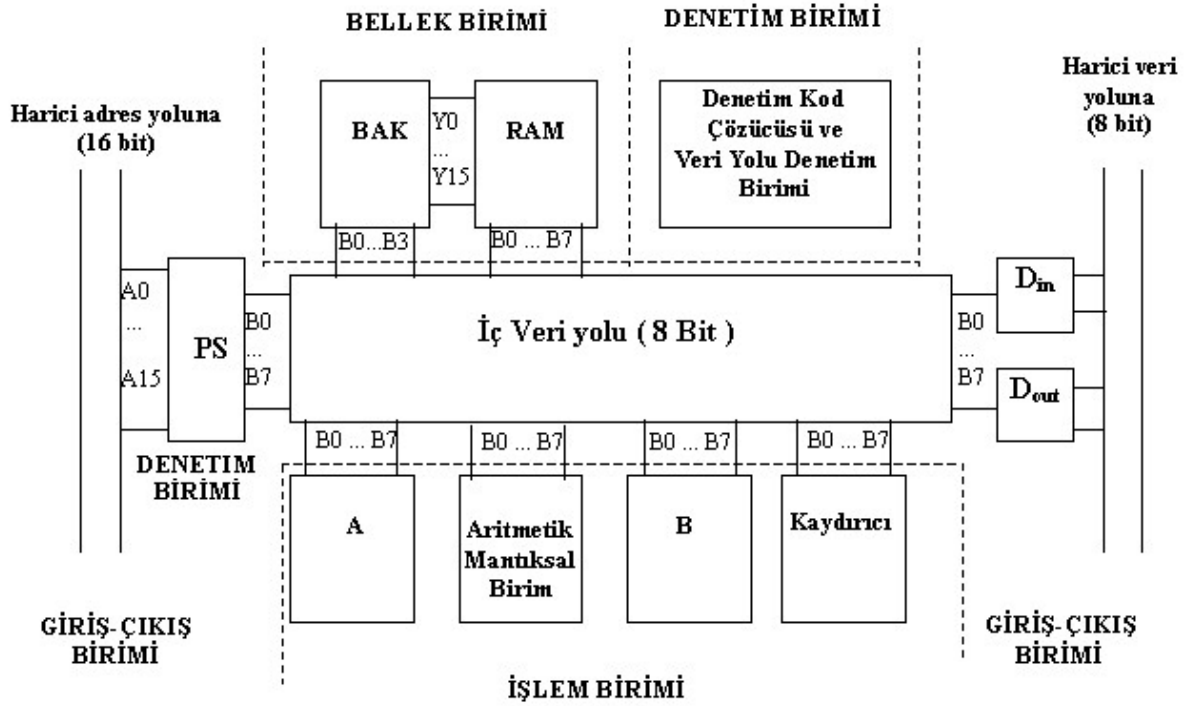 BELLEK BİRİMİ
DENETİM BİRİMİ
Harici adres yoluna
(16 bit)
Harici veri
yoluna
(8 bit)
BAK
Y0
...
Y15
RAM
Denetim Kod
Çözücüsü ve
Veri Yolu Denetim
Birimi
B0...B3
B0 ... B7
A0
...
A15
PS
B0
...
B7
İç Veri yolu ( 8 Bit )
B0
...
B7
Din
Dout
DENETIM
BİRİMİ
B0 ... B7
B0 ... B7
B0 ... B7
B0 ... B7
A
Aritmetik
Mantıksal
Birim
B
Kaydırıcı
GİRİŞ-ÇIKIŞ
BİRİMİ
GİRİŞ-ÇIKIŞ
BİRİMİ
İŞLEM BİRİMİ